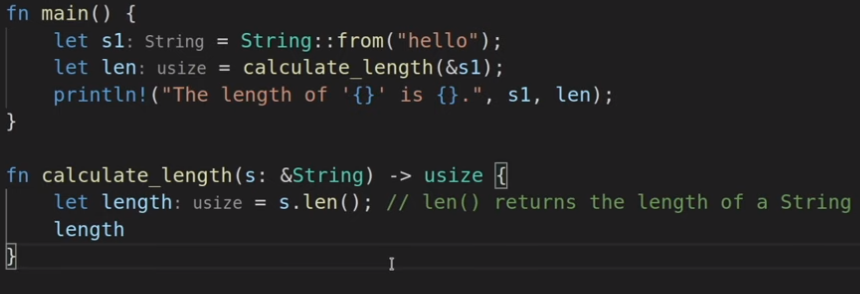 fn main() {
    let s1: String = String::from("hello");
    let len: usize = calculate_length(&s1);
    println!("The length of '{}' is {}.", s1, len);
}

fn calculate_length(s: &String) -> usize {
    let length: usize = s.len(); // len() returns the length of a String
    length
}